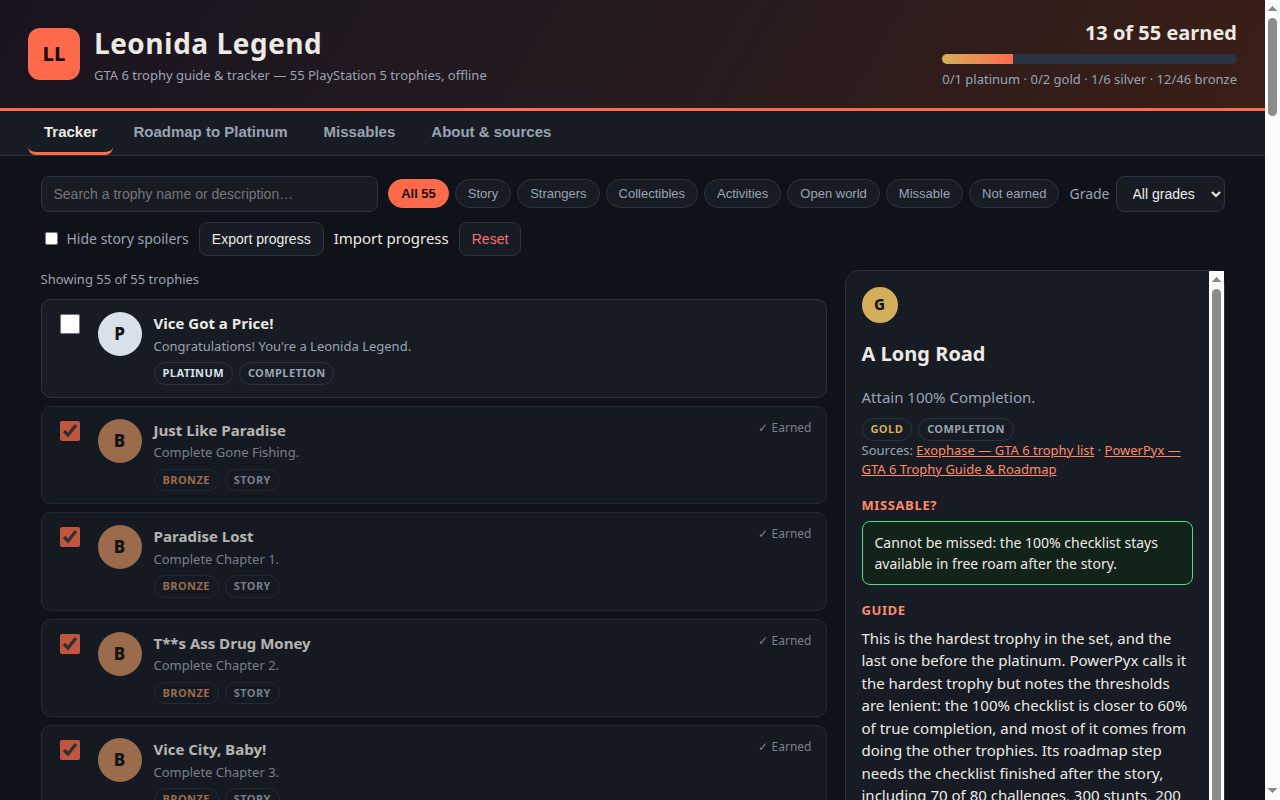 LL
Leonida Legend
GTA 6 trophy guide & tracker — 55 PlayStation 5 trophies, offline
13 of 55 earned
0/1 platinum · 0/2 gold · 1/6 silver · 12/46 bronze
Tracker Roadmap to Platinum Missables About & sources
Search a trophy name or description… All 55 Story Strangers Collectibles Activities Open world Missable Not earned Grade All grades
Hide story spoilers Export progress Import progress Reset
Showing 55 of 55 trophies
P
Vice Got a Price!
Congratulations! You're a Leonida Legend.
PLATINUM COMPLETION
B
Just Like Paradise
✓ Earned
Complete Gone Fishing.
BRONZE STORY
B
Paradise Lost
✓ Earned
Complete Chapter 1.
BRONZE STORY
B
T**s Ass Drug Money
✓ Earned
Complete Chapter 2.
BRONZE STORY
B
Vice City, Baby!
✓ Earned
Complete Chapter 3.
BRONZE STORY
G
A Long Road
Attain 100% Completion.
GOLD COMPLETION
Sources: Exophase — GTA 6 trophy list · PowerPyx —
GTA 6 Trophy Guide & Roadmap
MISSABLE?
Cannot be missed: the 100% checklist stays
available in free roam after the story.
GUIDE
This is the hardest trophy in the set, and the
last one before the platinum. PowerPyx calls it
the hardest trophy but notes the thresholds
are lenient: the 100% checklist is closer to 60%
of true completion, and most of it comes from
doing the other trophies. Its roadmap step
needs the checklist finished after the story,
including 70 of 80 challenges, 300 stunts, 200